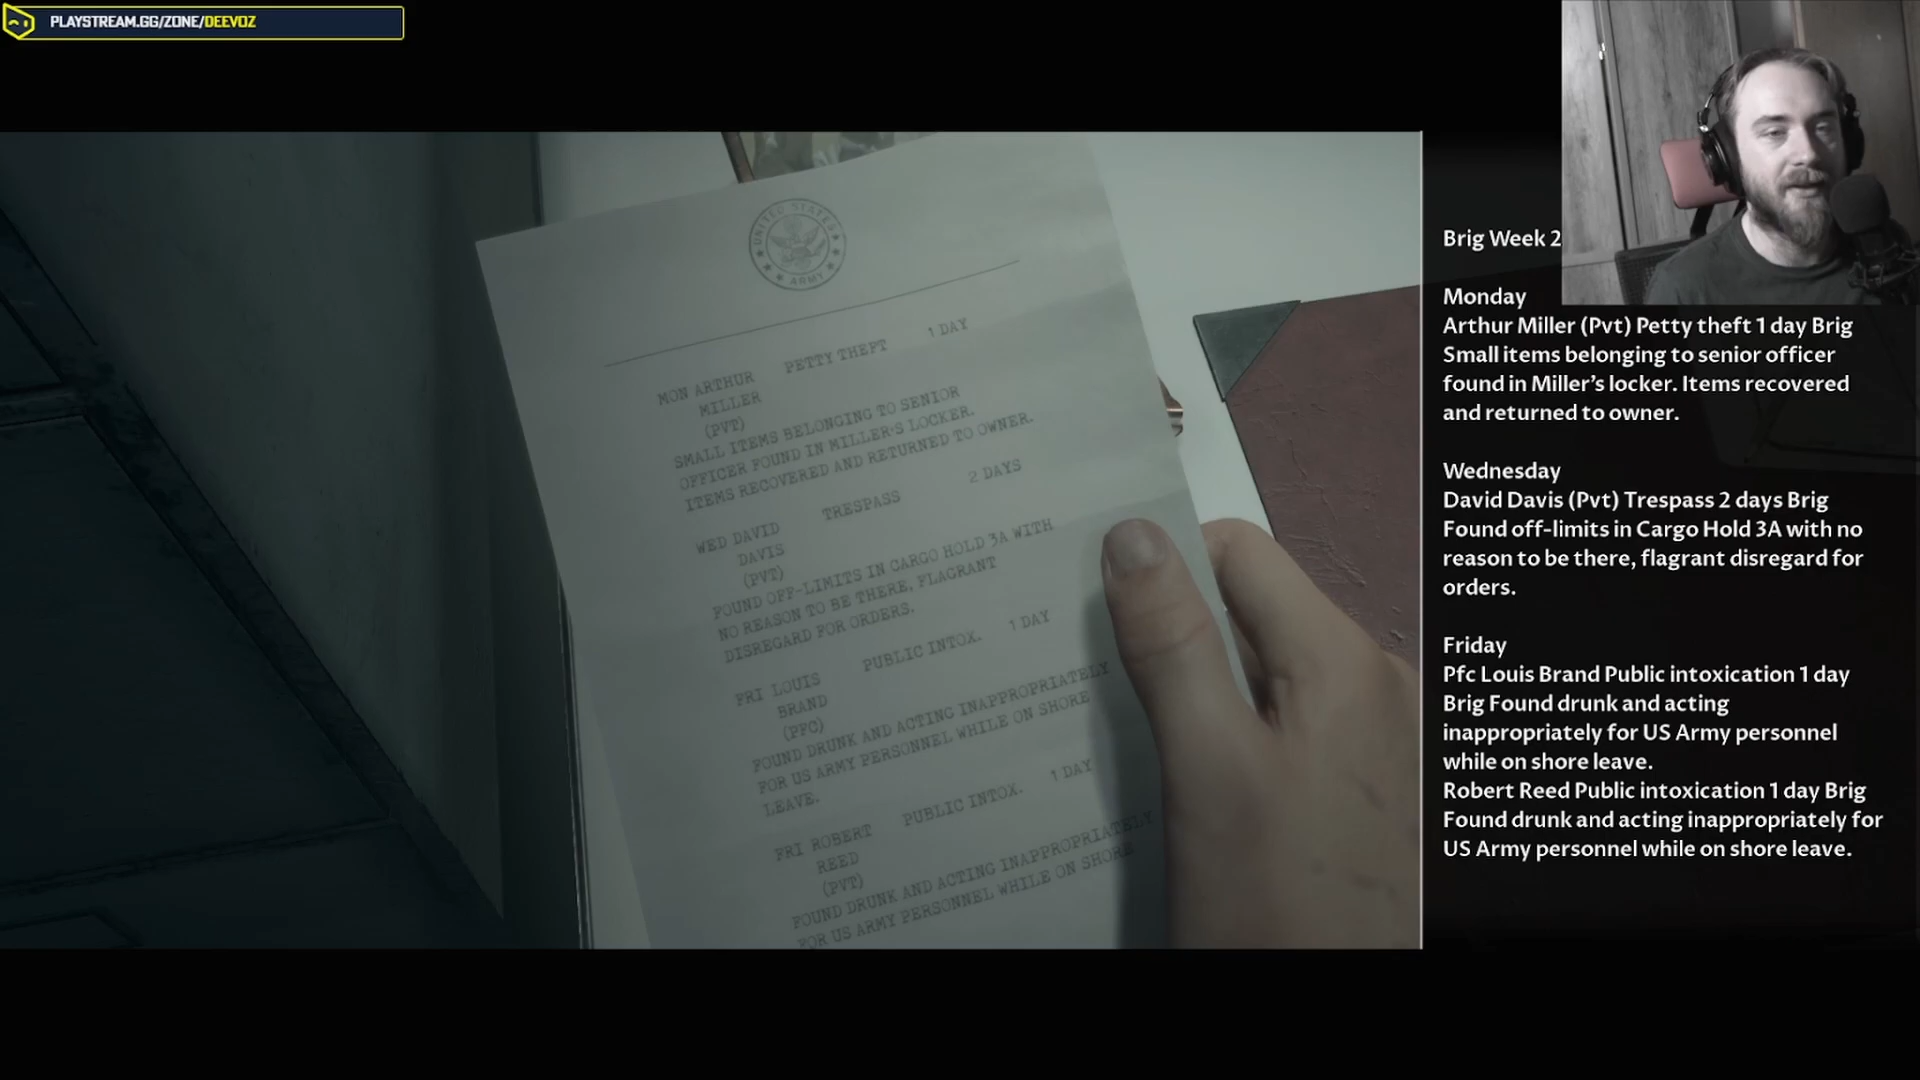 PLAYSTREAM.GG/ZONE/DEEVOZ
UNITED STATES
ARMY
MON ARTHUR PETTY THEFT 1 DAY
MILLER
(PVT)
SMALL ITEMS BELONGING TO SENIOR
OFFICER FOUND IN MILLER'S LOCKER.
ITEMS RECOVERED AND RETURNED TO OWNER.
WED DAVID TRESPASS 2 DAYS
DAVIS
(PVT)
FOUND OFF-LIMITS IN CARGO HOLD 3A WITH
NO REASON TO BE THERE, FLAGRANT
DISREGARD FOR ORDERS.
FRI LOUIS PUBLIC INTOX. 1 DAY
BRAND
(PFC)
FOUND DRUNK AND ACTING INAPPROPRIATELY
FOR US ARMY PERSONNEL WHILE ON SHORE
LEAVE.
FRI ROBERT PUBLIC INTOX. 1 DAY
REED
(PVT)
FOUND DRUNK AND ACTING INAPPROPRIATELY
FOR US ARMY PERSONNEL WHILE ON SHORE
Brig Week 2
Monday
Arthur Miller (Pvt) Petty theft 1 day Brig
Small items belonging to senior officer
found in Miller's locker. Items recovered
and returned to owner.
Wednesday
David Davis (Pvt) Trespass 2 days Brig
Found off-limits in Cargo Hold 3A with no
reason to be there, flagrant disregard for
orders.
Friday
Pfc Louis Brand Public intoxication 1 day
Brig Found drunk and acting
inappropriately for US Army personnel
while on shore leave.
Robert Reed Public intoxication 1 day Brig
Found drunk and acting inappropriately for
US Army personnel while on shore leave.